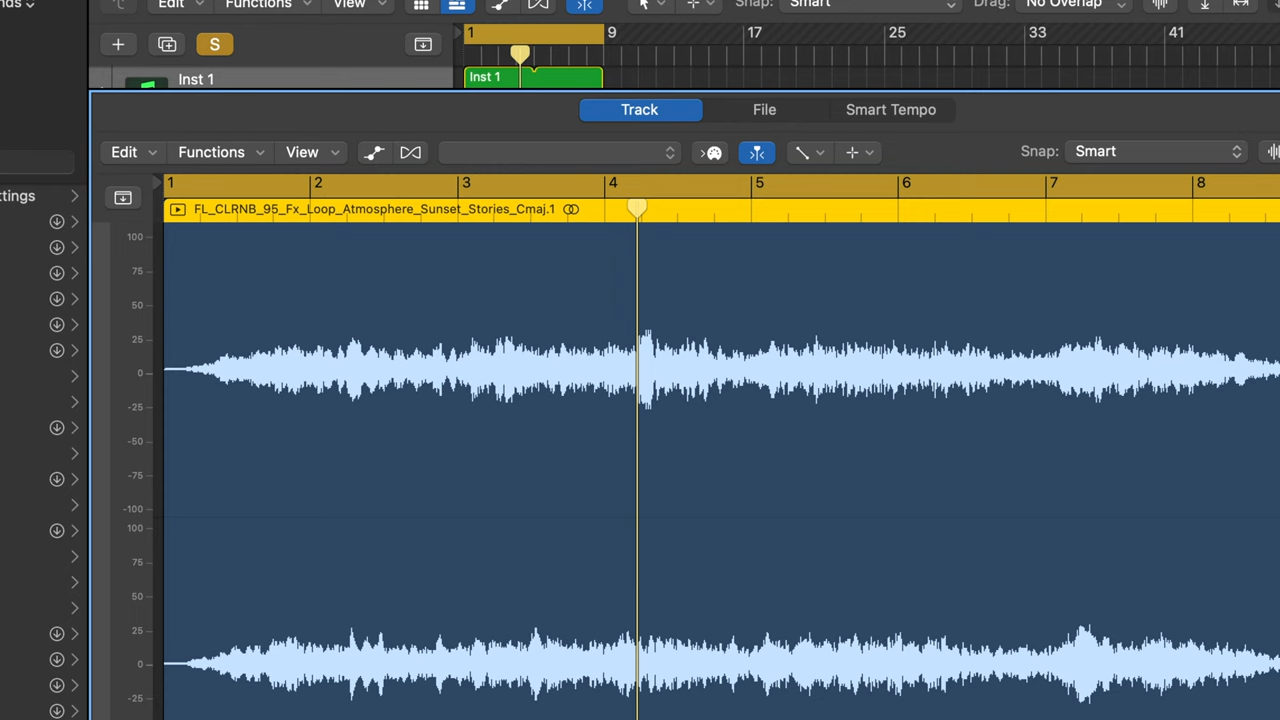 nds
Edit Functions View Snap: Smart Drag: No Overlap
S 1 9 17 25 33 41
Inst 1 Inst 1
Track File Smart Tempo
Edit Functions View Snap: Smart
1 2 3 4 5 6 7 8
ttings
FL_CLRNB_95_Fx_Loop_Atmosphere_Sunset_Stories_Cmaj.1
100
75
50
25
0
-25
-50
-75
-100
100
75
50
25
0
-25